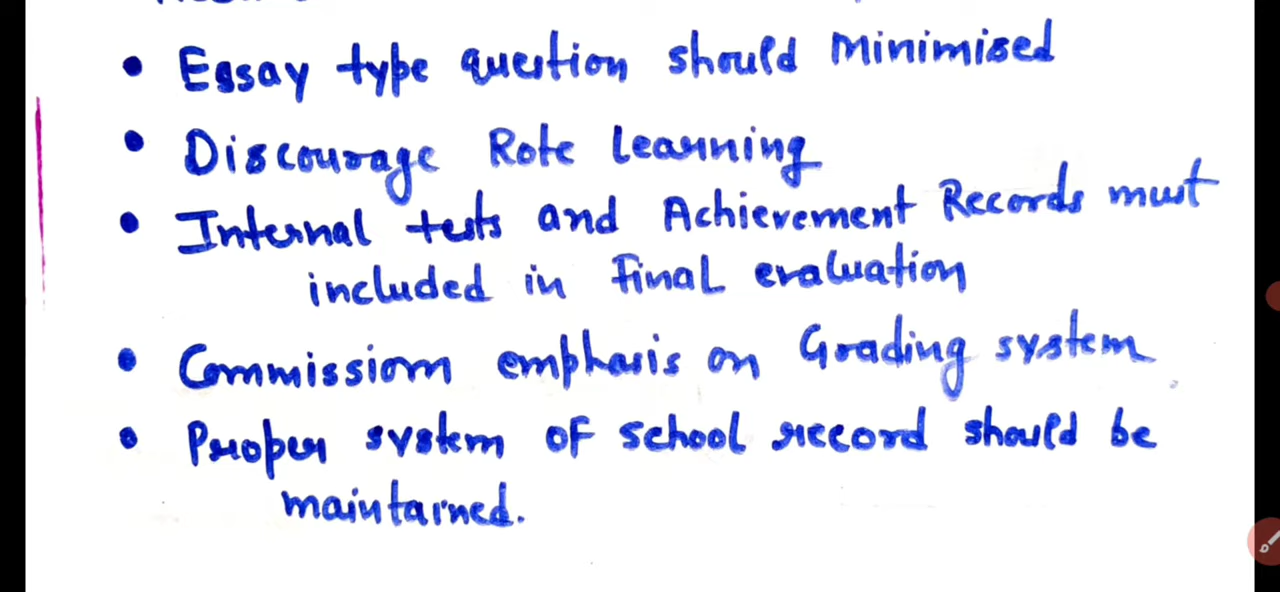 • Essay type question should Minimised
• Discourage Rote learning
• Internal tests and Achievement Records must
included in Final evaluation
• Commission emphasis on Grading system
• Proper system of school record should be
maintained.